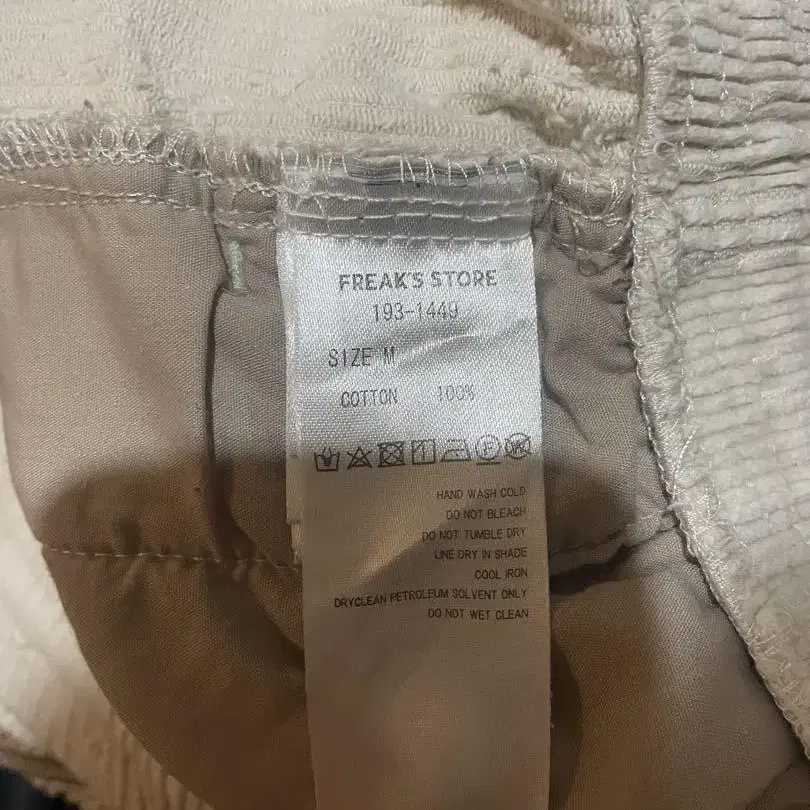 FREAK'S STORE
193-1449
SIZE M
COTTON 100%
HAND WASH COLD
DO NOT BLEACH
DO NOT TUMBLE DRY
LINE DRY IN SHADE
COOL IRON
DRYCLEAN PETROLEUM SOLVENT ONLY
DO NOT WET CLEAN